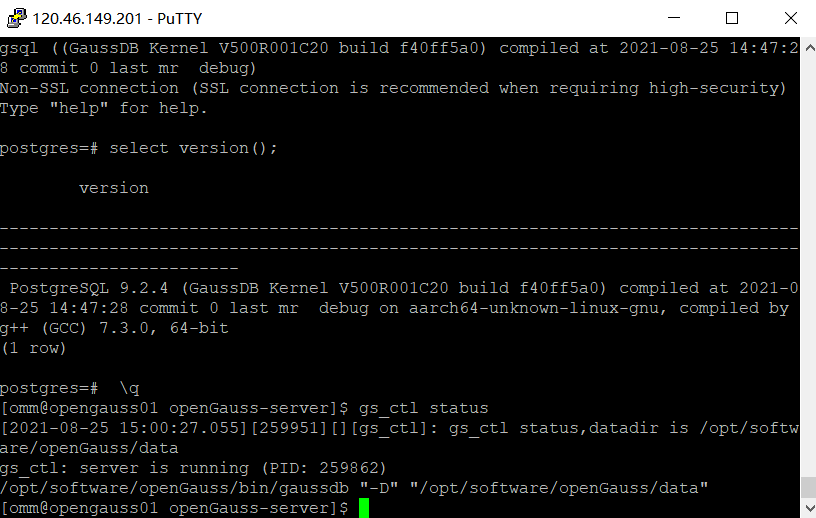 120.46.149.201 - PuTTY
gsql ((GaussDB Kernel V500R001C20 build f40ff5a0) compiled at 2021-08-25 14:47:2
8 commit 0 last mr  debug)
Non-SSL connection (SSL connection is recommended when requiring high-security)
Type "help" for help.
postgres=# select version();
        version
--------------------------------------------------------------------------------
--------------------------------------------------------------------------------
------------------------
 PostgreSQL 9.2.4 (GaussDB Kernel V500R001C20 build f40ff5a0) compiled at 2021-0
8-25 14:47:28 commit 0 last mr  debug on aarch64-unknown-linux-gnu, compiled by
g++ (GCC) 7.3.0, 64-bit
(1 row)
postgres=#  \q
[omm@opengauss01 openGauss-server]$ gs_ctl status
[2021-08-25 15:00:27.055][259951][][gs_ctl]: gs_ctl status,datadir is /opt/softw
are/openGauss/data
gs_ctl: server is running (PID: 259862)
/opt/software/openGauss/bin/gaussdb "-D" "/opt/software/openGauss/data"
[omm@opengauss01 openGauss-server]$